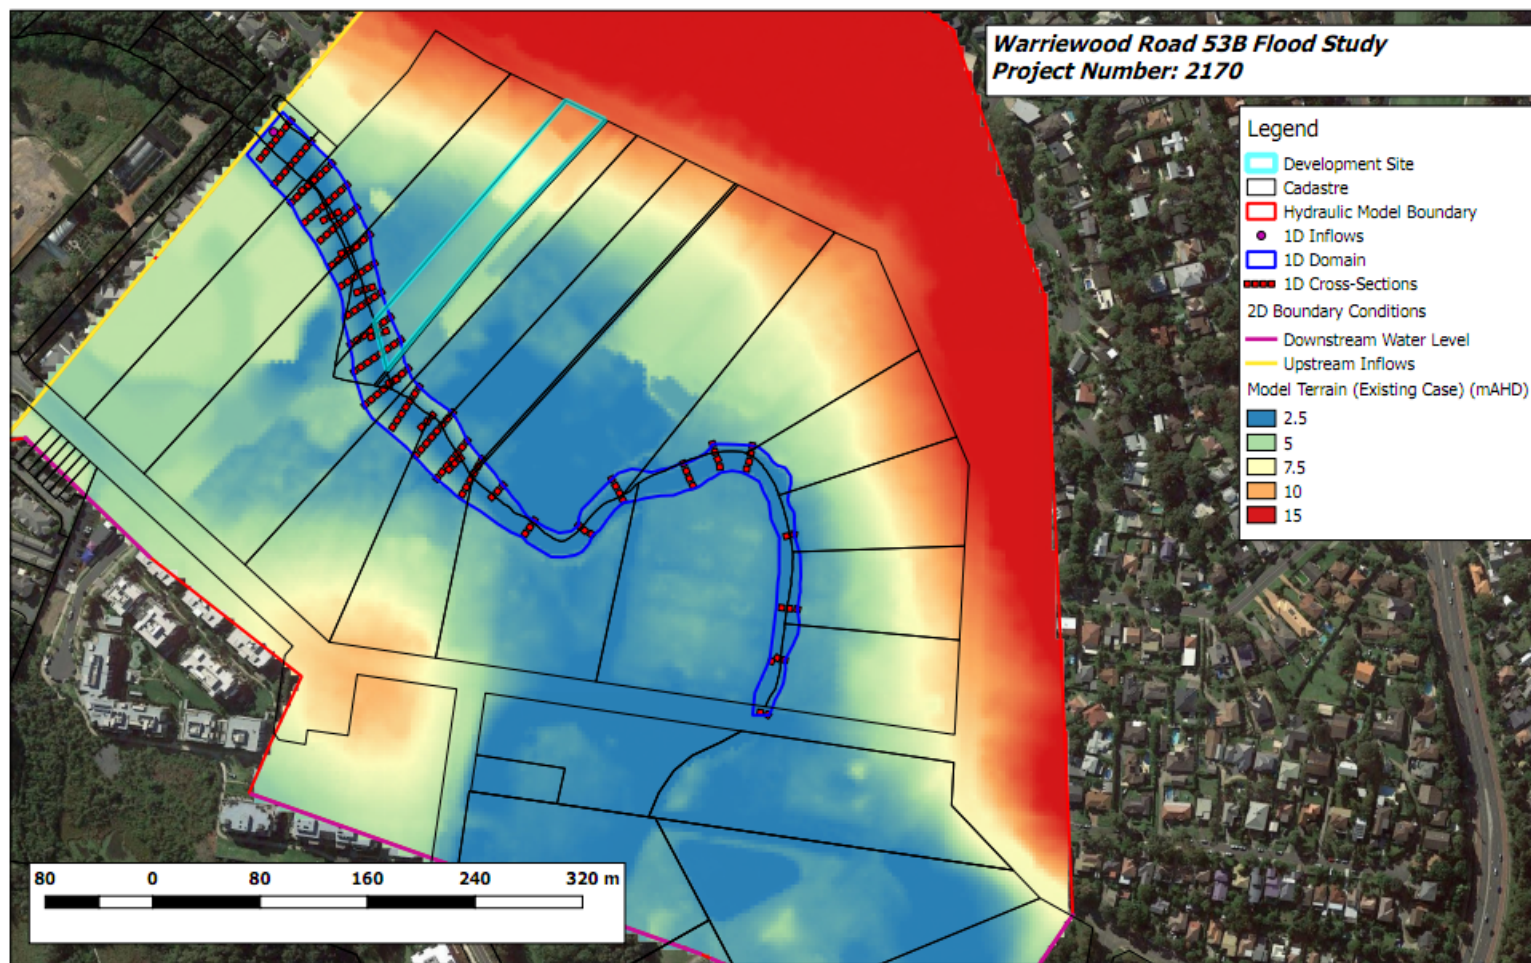 Warriewood Road 53B Flood Study
Project Number: 2170
Legend
Development Site
Cadastre
Hydraulic Model Boundary
1D Inflows
1D Domain
1D Cross-Sections
2D Boundary Conditions
Downstream Water Level
Upstream Inflows
Model Terrain (Existing Case) (mAHD)
2.5
5
7.5
10
15
80 0 80 160 240 320 m